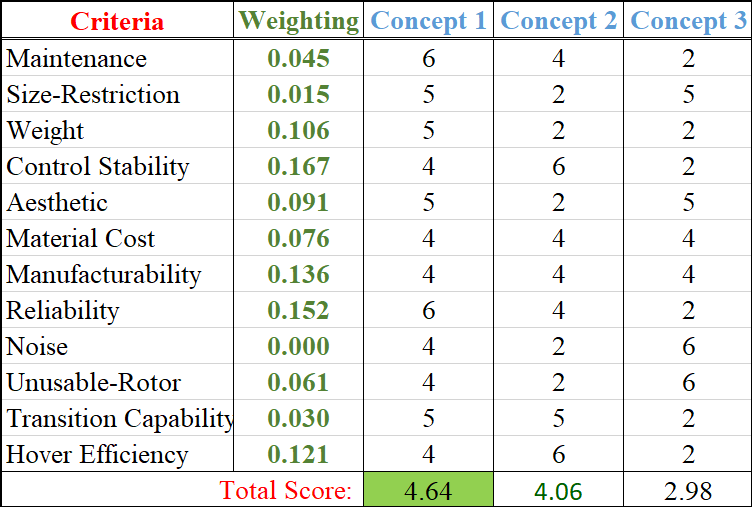 Criteria Weighting Concept 1 Concept 2 Concept 3
Maintenance 0.045 6 4 2
Size-Restriction 0.015 5 2 5
Weight 0.106 5 2 2
Control Stability 0.167 4 6 2
Aesthetic 0.091 5 2 5
Material Cost 0.076 4 4 4
Manufacturability 0.136 4 4 4
Reliability 0.152 6 4 2
Noise 0.000 4 2 6
Unusable-Rotor 0.061 4 2 6
Transition Capability 0.030 5 5 2
Hover Efficiency 0.121 4 6 2
Total Score: 4.64 4.06 2.98